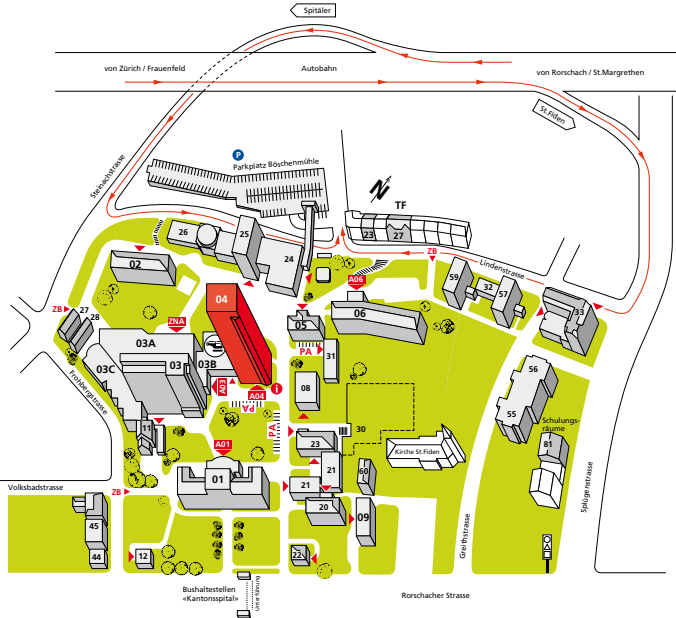 Spitäler
von Zürich / Frauenfeld
Autobahn
von Rorschach / St.Margrethen
St.Fiden
Steinachstrasse
P
Parkplatz Böschenmühle
N
TF
23
27
26
25
24
ZB
Lindenstrasse
02
A06
59
32
57
33
04
06
05
ZB
27
28
ZNA
PA
31
03A
03
03B
03C
08
56
55
Frohbergstrasse
A03
A04
i
PA
PA
30
11
23
Schulungs-
räume
81
A01
Kirche St.Fiden
01
21
21
60
Volksbadstrasse
ZB
20
09
45
44
12
22
Greithstrasse
Splügenstrasse
Bushaltestellen
«Kantonsspital»
Unterführung
Rorschacher Strasse